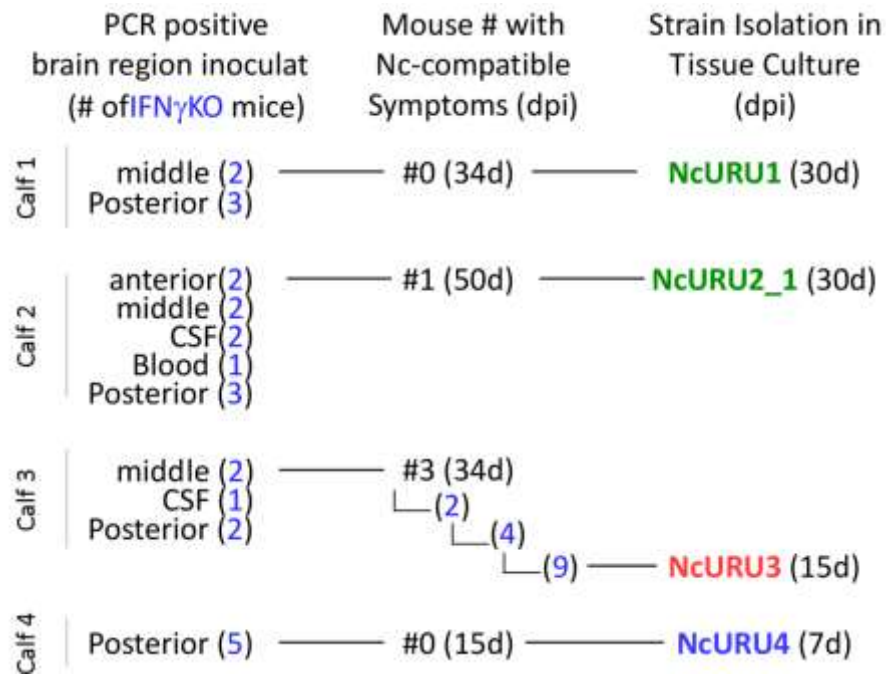 PCR positive
brain region inoculat
(# ofIFNγKO mice)
Mouse # with
Nc-compatible
Symptoms (dpi)
Strain Isolation in
Tissue Culture
(dpi)
Calf 1
middle (2) #0 (34d) NcURU1 (30d)
Posterior (3)
Calf 2
anterior(2) #1 (50d) NcURU2_1 (30d)
middle (2)
CSF(2)
Blood (1)
Posterior (3)
Calf 3
middle (2) #3 (34d)
CSF (1) (2)
Posterior (2) (4)
(9) NcURU3 (15d)
Calf 4
Posterior (5) #0 (15d) NcURU4 (7d)